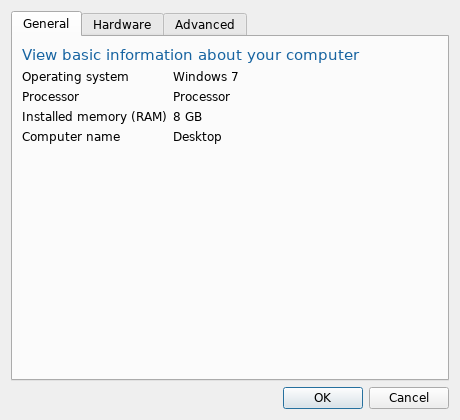 General Hardware Advanced
View basic information about your computer
Operating system Windows 7
Processor Processor
Installed memory (RAM) 8 GB
Computer name Desktop
OK Cancel